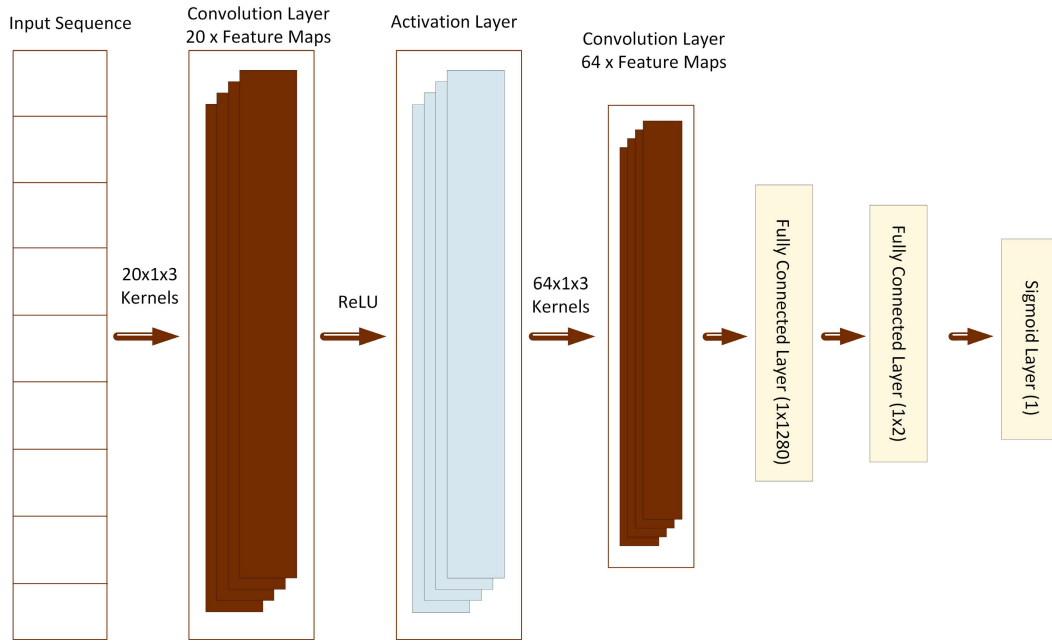 Input Sequence
Convolution Layer
20 x Feature Maps
Activation Layer
Convolution Layer
64 x Feature Maps
20x1x3
Kernels
ReLU
64x1x3
Kernels
Fully Connected Layer (1x1280)
Fully Connected Layer (1x2)
Sigmoid Layer (1)